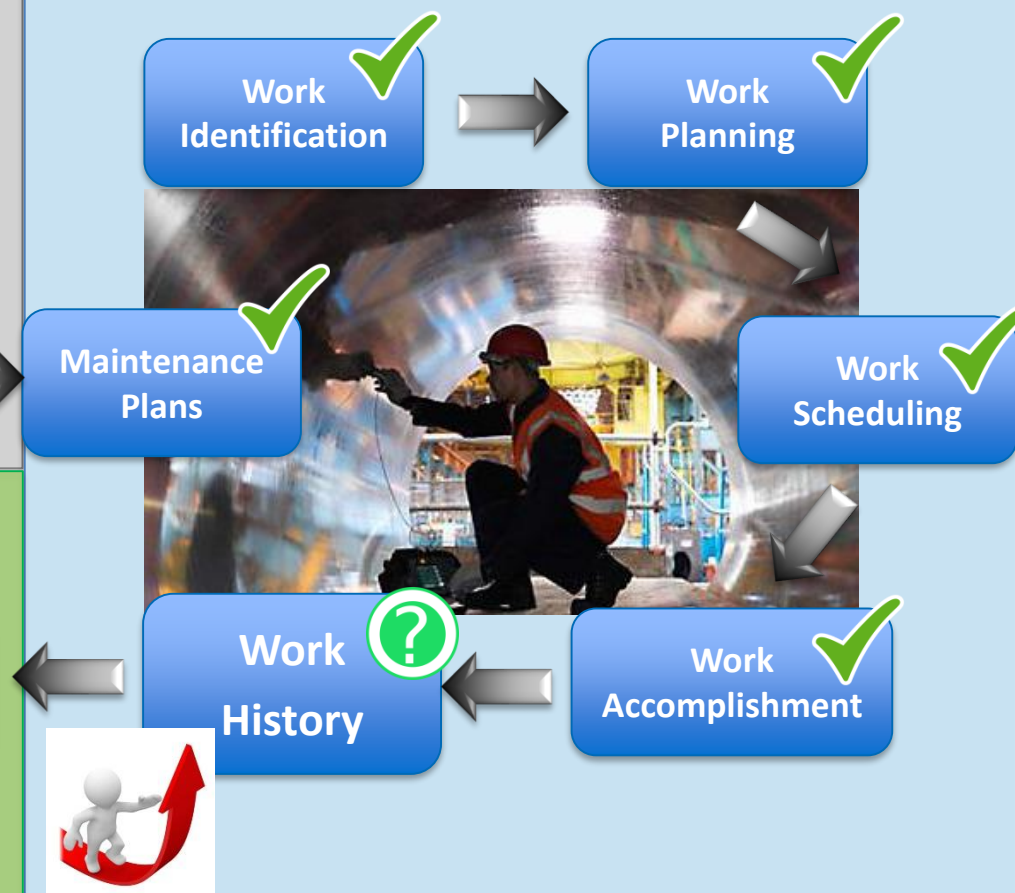 Work
Identification
Work
Planning
Maintenance
Plans
Work
Scheduling
Work
History
?
Work
Accomplishment